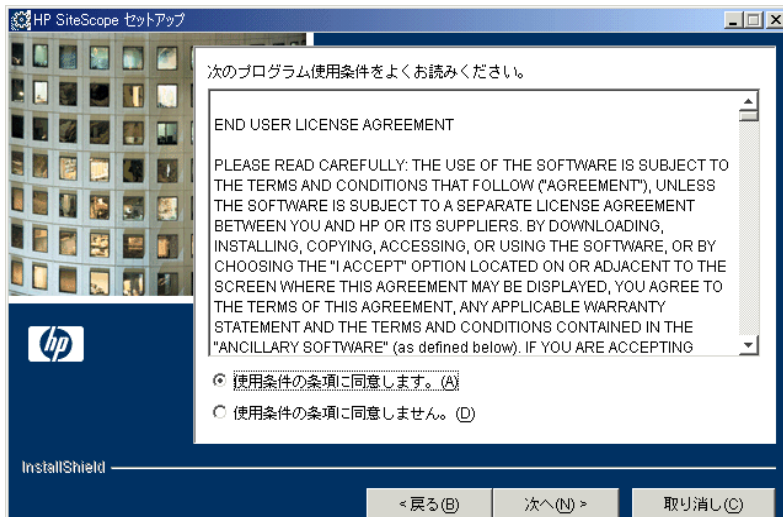 HP SiteScope セットアップ
次のプログラム使用条件をよくお読みください。
END USER LICENSE AGREEMENT
PLEASE READ CAREFULLY: THE USE OF THE SOFTWARE IS SUBJECT TO
THE TERMS AND CONDITIONS THAT FOLLOW ("AGREEMENT"), UNLESS
THE SOFTWARE IS SUBJECT TO A SEPARATE LICENSE AGREEMENT
BETWEEN YOU AND HP OR ITS SUPPLIERS. BY DOWNLOADING,
INSTALLING, COPYING, ACCESSING, OR USING THE SOFTWARE, OR BY
CHOOSING THE "I ACCEPT" OPTION LOCATED ON OR ADJACENT TO THE
SCREEN WHERE THIS AGREEMENT MAY BE DISPLAYED, YOU AGREE TO
THE TERMS OF THIS AGREEMENT, ANY APPLICABLE WARRANTY
STATEMENT AND THE TERMS AND CONDITIONS CONTAINED IN THE
"ANCILLARY SOFTWARE" (as defined below). IF YOU ARE ACCEPTING
hp
使用条件の条項に同意します。(A)
使用条件の条項に同意しません。(D)
InstallShield
<戻る(B)
次へ(N) >
取り消し(C)